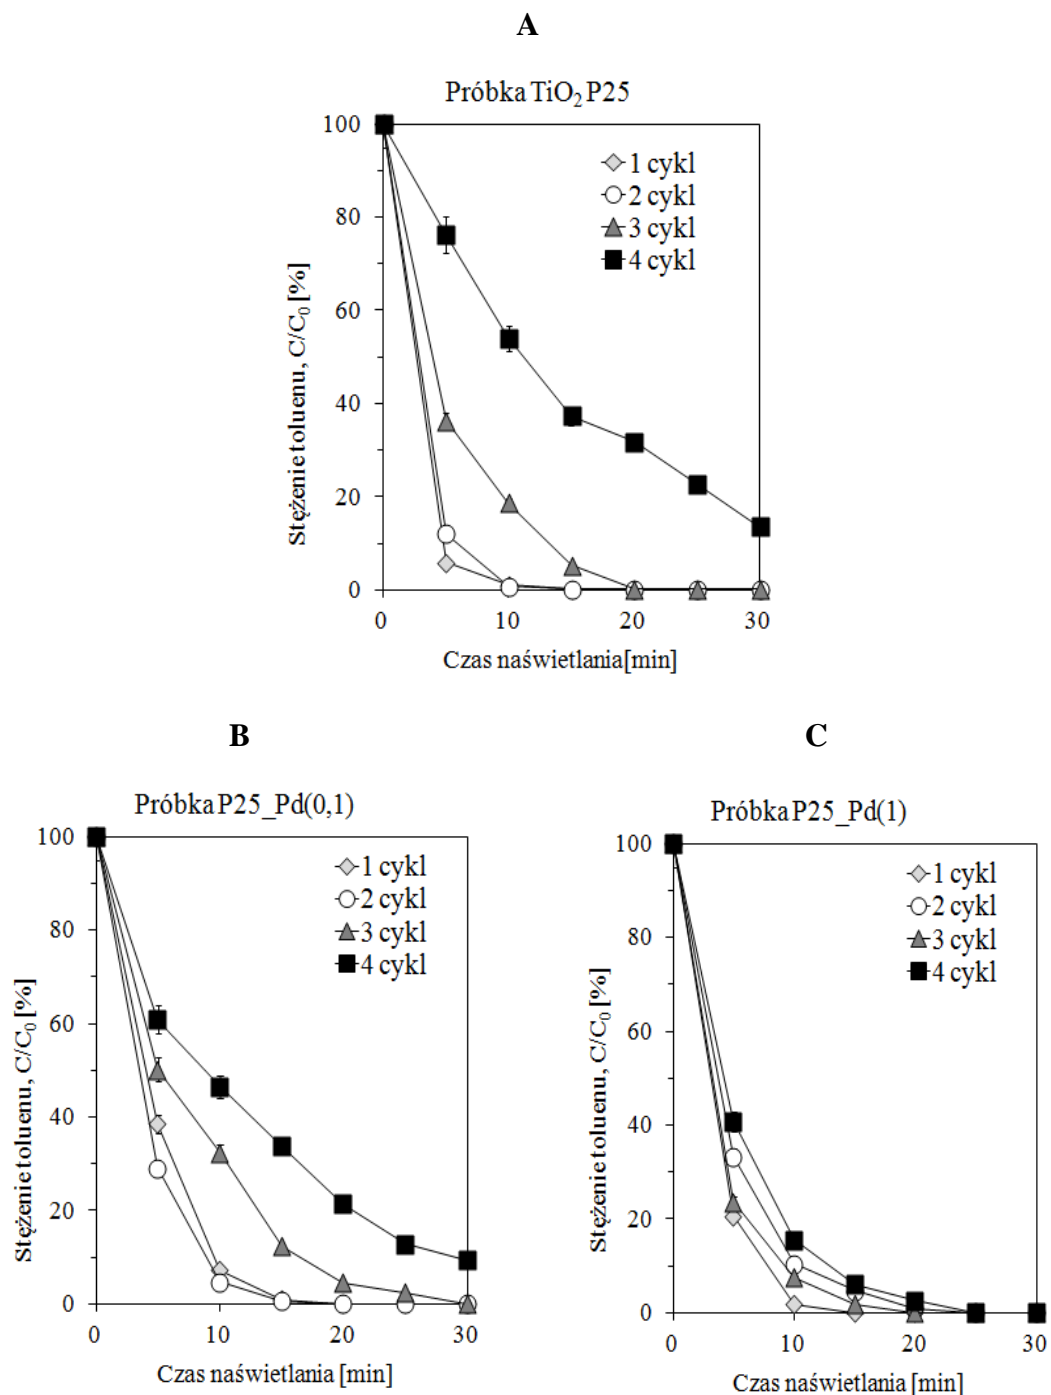 A
Próbka TiO₂ P25
100
80
60
40
20
0
0 10 20 30
1 cykl
2 cykl
3 cykl
4 cykl
Stężenie toluenu, C/C₀ [%]
Czas naświetlania[min]
B
Próbka P25_Pd(0,1)
100
80
60
40
20
0
0 10 20 30
1 cykl
2 cykl
3 cykl
4 cykl
Stężenie toluenu, C/C₀ [%]
Czas naświetlania [min]
C
Próbka P25_Pd(1)
100
80
60
40
20
0
0 10 20 30
1 cykl
2 cykl
3 cykl
4 cykl
Stężenie toluenu, C/C₀ [%]
Czas naświetlania [min]